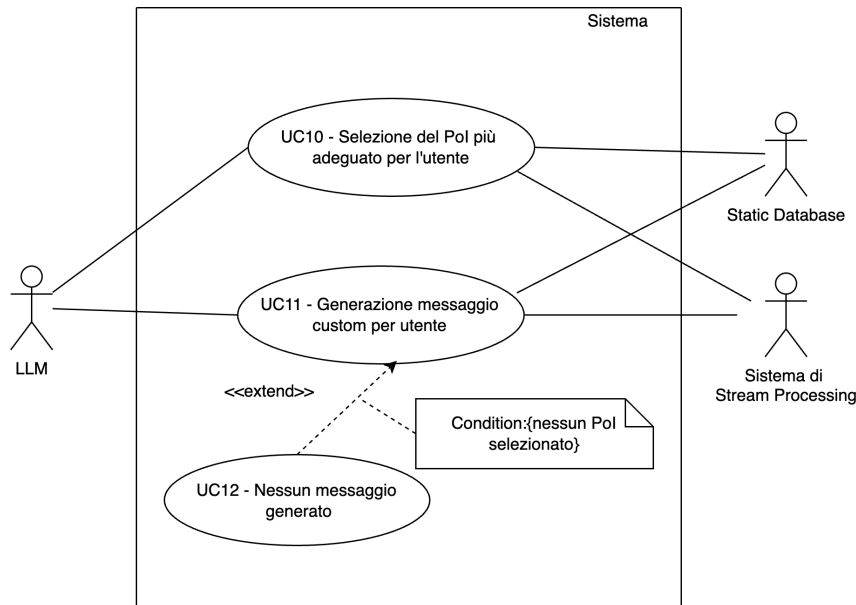 Sistema
UC10 - Selezione del PoI più
adeguato per l'utente
Static Database
UC11 - Generazione messaggio
custom per utente
LLM
Sistema di
Stream Processing
<<extend>>
Condition:{nessun PoI
selezionato}
UC12 - Nessun messaggio
generato